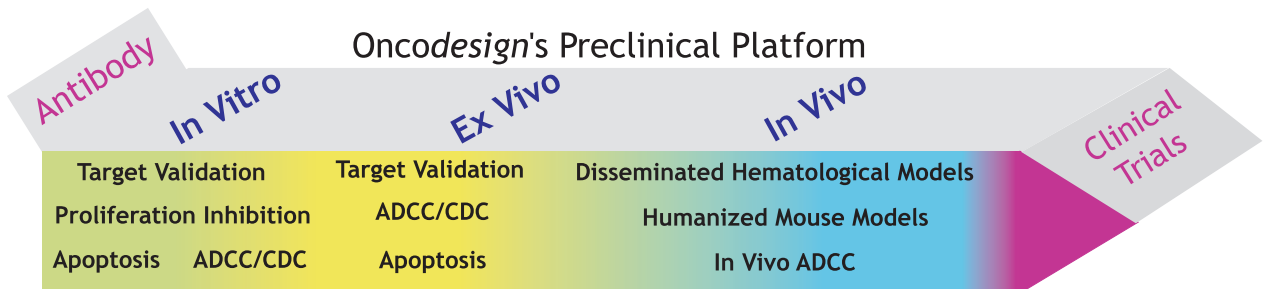 Oncodesign's Preclinical Platform
Antibody
In Vitro
Ex Vivo
In Vivo
Clinical
Trials
Target Validation
Proliferation Inhibition
Apoptosis ADCC/CDC
Target Validation
ADCC/CDC
Apoptosis
Disseminated Hematological Models
Humanized Mouse Models
In Vivo ADCC